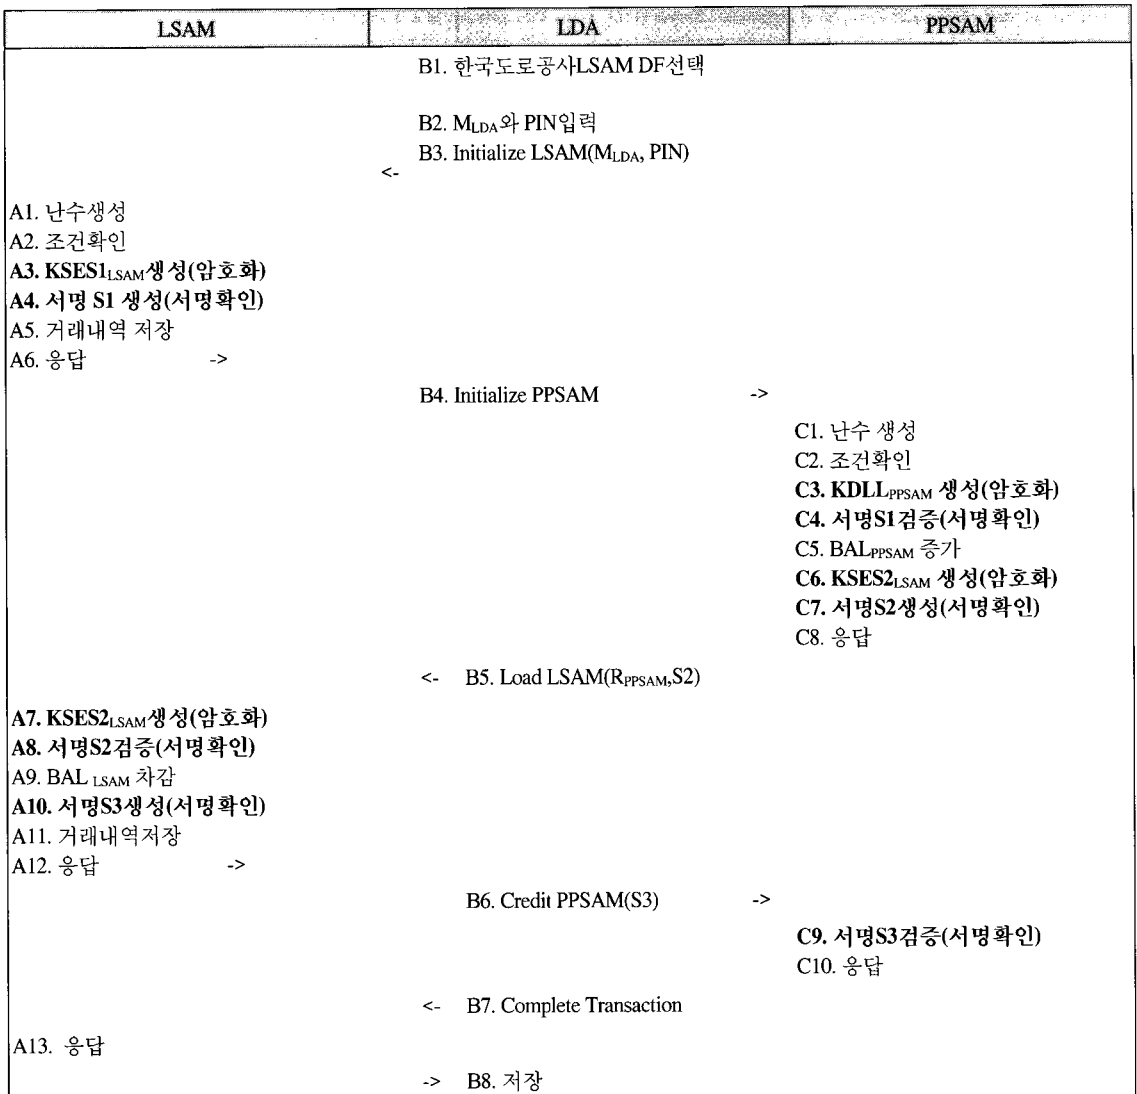 LSAM LDA PPSAM
B1. 한국도로공사LSAM DF선택
B2. MLDA와 PIN입력
B3. Initialize LSAM(MLDA, PIN)
<-
A1. 난수생성
A2. 조건확인
A3. KSES1LSAM생성(암호화)
A4. 서명 S1 생성(서명확인)
A5. 거래내역 저장
A6. 응답 ->
B4. Initialize PPSAM ->
C1. 난수 생성
C2. 조건확인
C3. KDLLPPSAM 생성(암호화)
C4. 서명S1검증(서명확인)
C5. BALPPSAM 증가
C6. KSES2LSAM 생성(암호화)
C7. 서명S2생성(서명확인)
C8. 응답
<- B5. Load LSAM(RPPSAM,S2)
A7. KSES2LSAM생성(암호화)
A8. 서명S2검증(서명확인)
A9. BAL LSAM 차감
A10. 서명S3생성(서명확인)
A11. 거래내역저장
A12. 응답 ->
B6. Credit PPSAM(S3) ->
C9. 서명S3검증(서명확인)
C10. 응답
<- B7. Complete Transaction
A13. 응답
-> B8. 저장